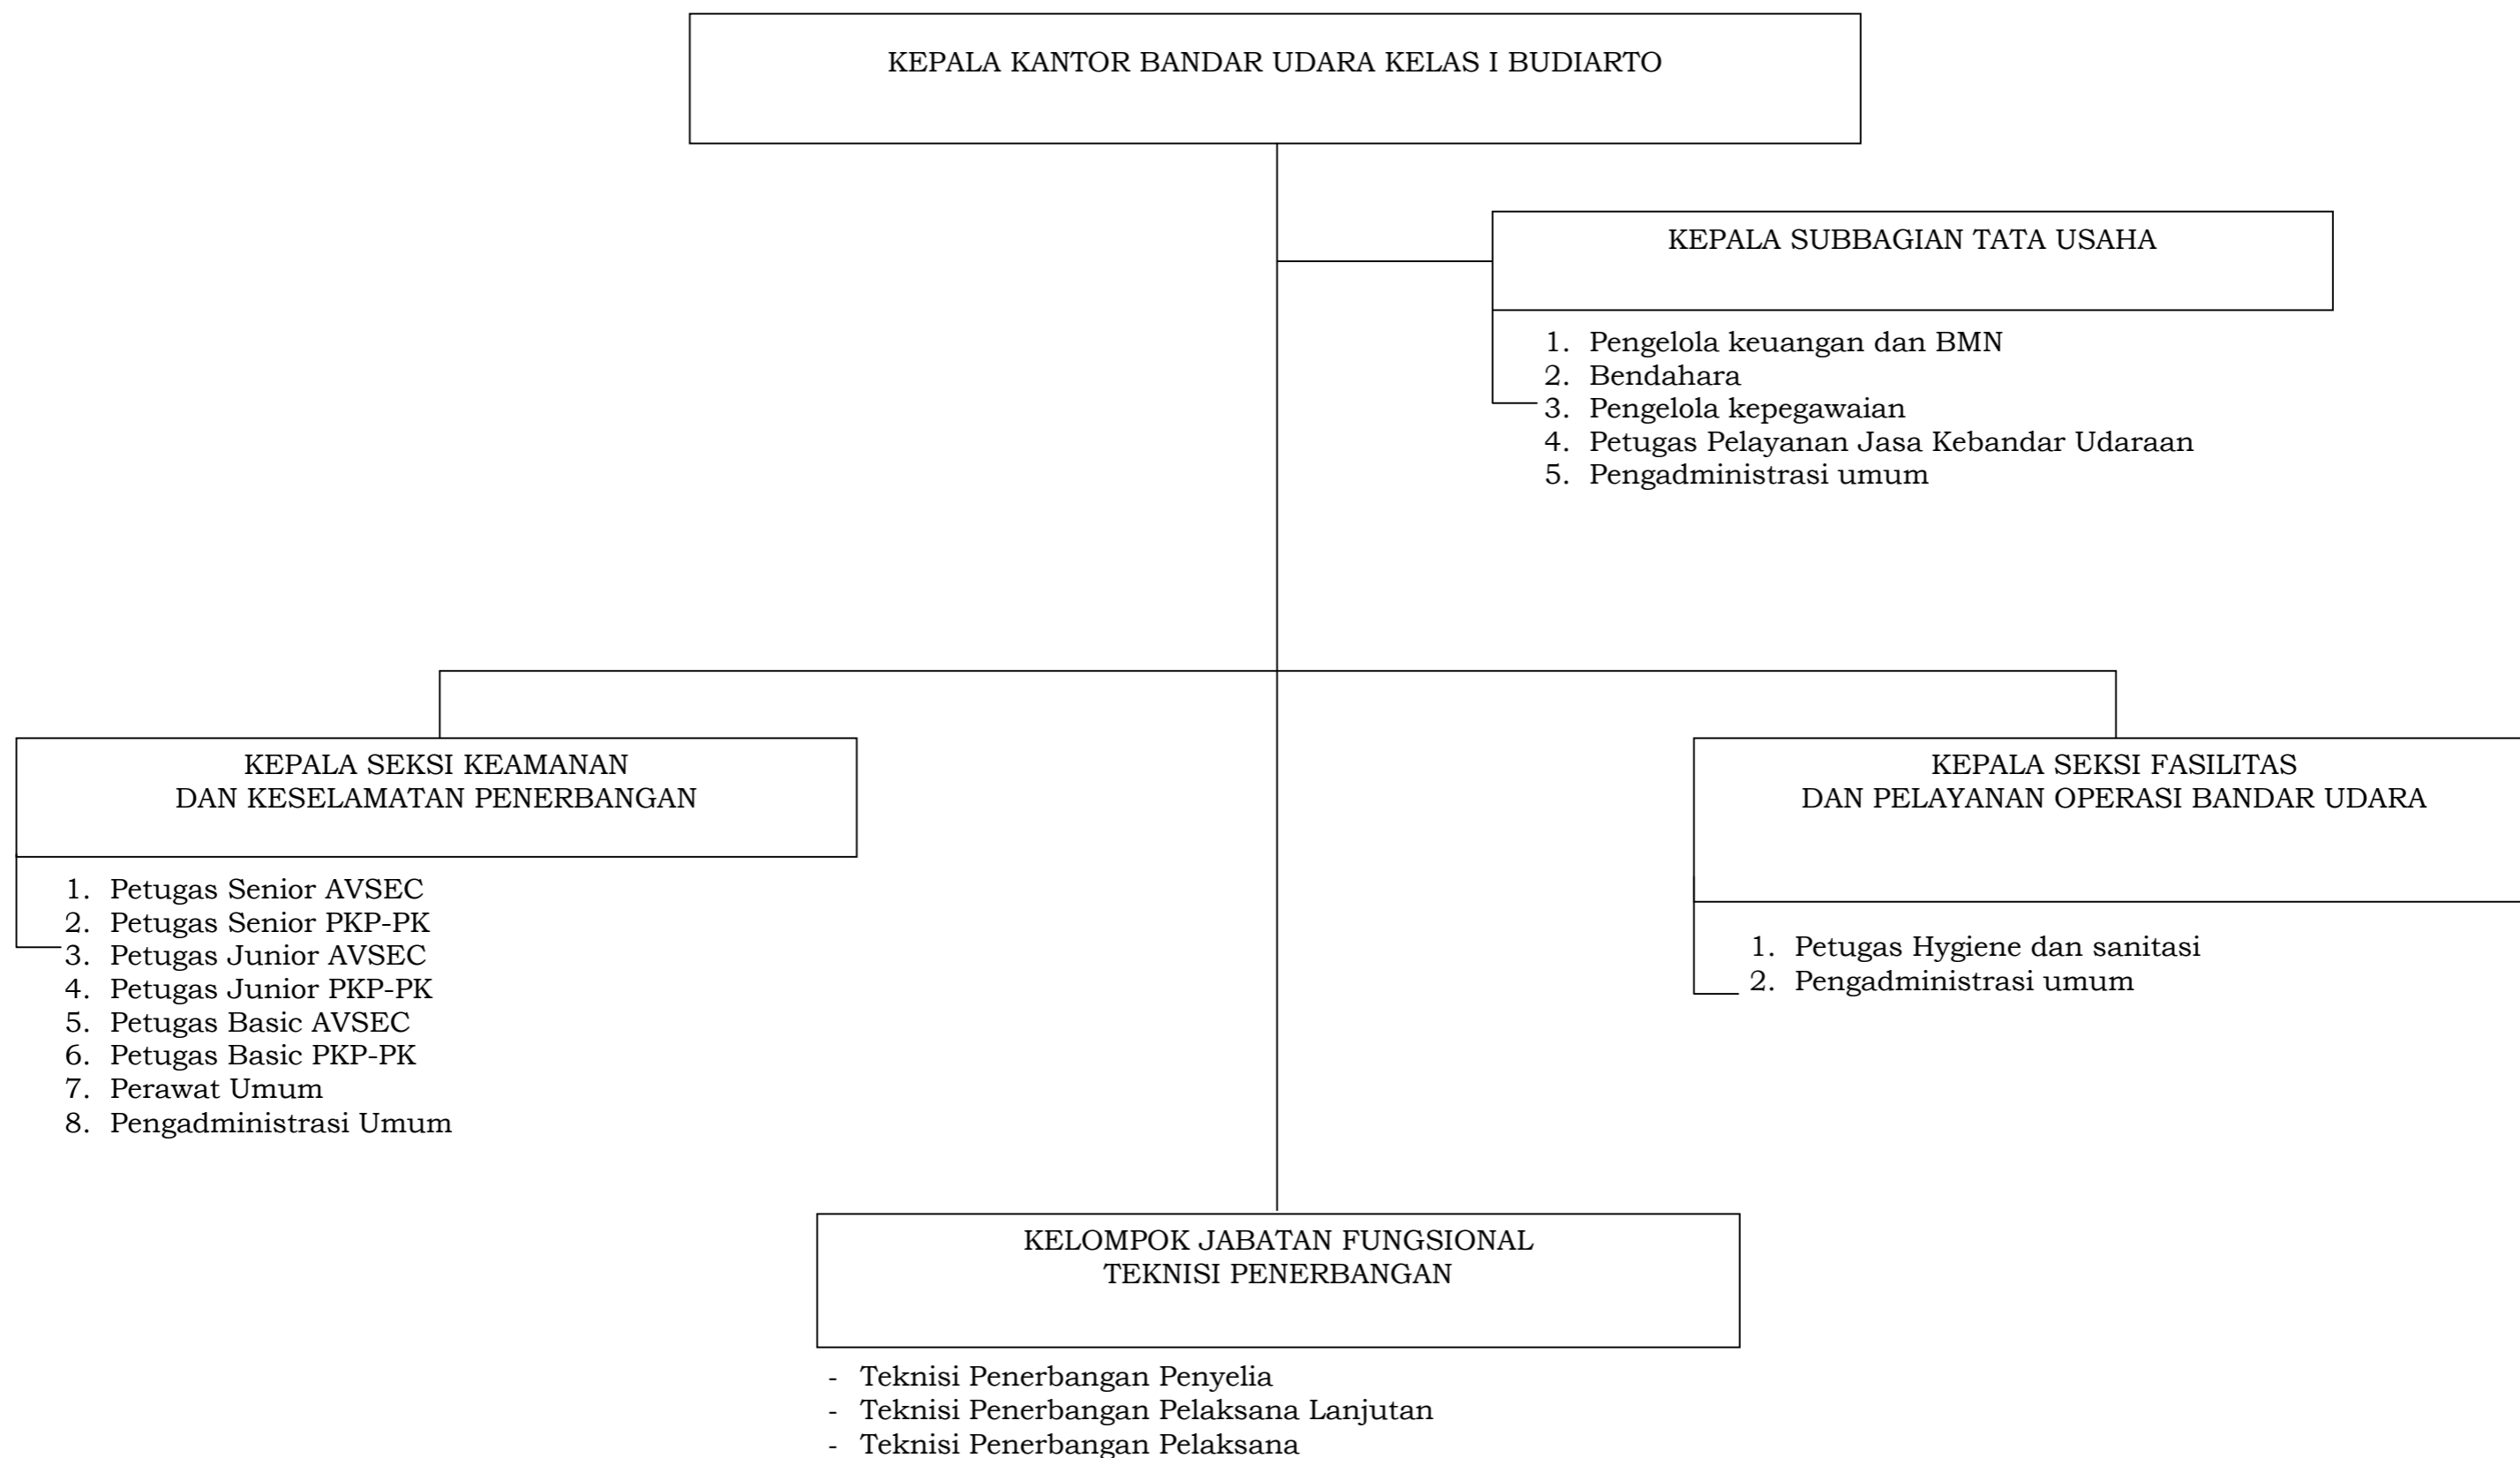 KEPALA KANTOR BANDAR UDARA KELAS I BUDIARTO
KEPALA SUBBAGIAN TATA USAHA
1. Pengelola keuangan dan BMN
2. Bendahara
3. Pengelola kepegawaian
4. Petugas Pelayanan Jasa Kebandar Udaraan
5. Pengadministrasi umum
KEPALA SEKSI KEAMANAN
DAN KESELAMATAN PENERBANGAN
1. Petugas Senior AVSEC
2. Petugas Senior PKP-PK
3. Petugas Junior AVSEC
4. Petugas Junior PKP-PK
5. Petugas Basic AVSEC
6. Petugas Basic PKP-PK
7. Perawat Umum
8. Pengadministrasi Umum
KEPALA SEKSI FASILITAS
DAN PELAYANAN OPERASI BANDAR UDARA
1. Petugas Hygiene dan sanitasi
2. Pengadministrasi umum
KELOMPOK JABATAN FUNGSIONAL
TEKNISI PENERBANGAN
- Teknisi Penerbangan Penyelia
- Teknisi Penerbangan Pelaksana Lanjutan
- Teknisi Penerbangan Pelaksana